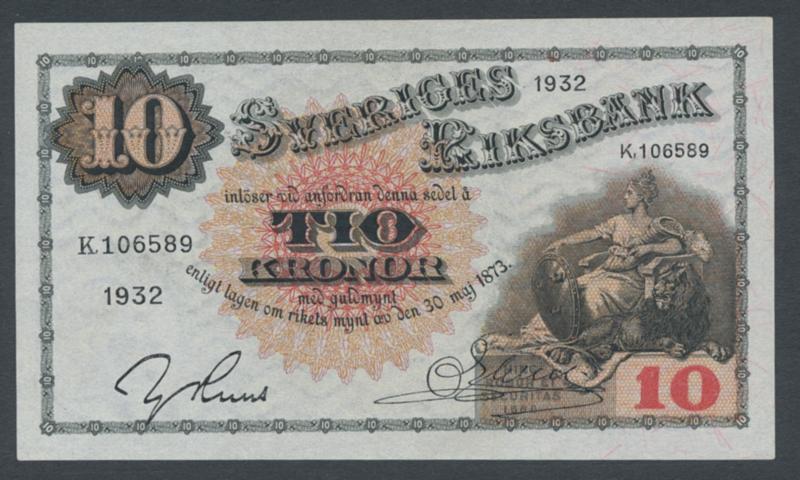 10
SVERIGES
RIKSBANK
1932
K.106589
inlöser vid anfordran denna sedel å
TIO
KRONOR
med guldmynt
enligt lagen om rikets mynt av den 30 maj 1873.
K.106589
1932
10